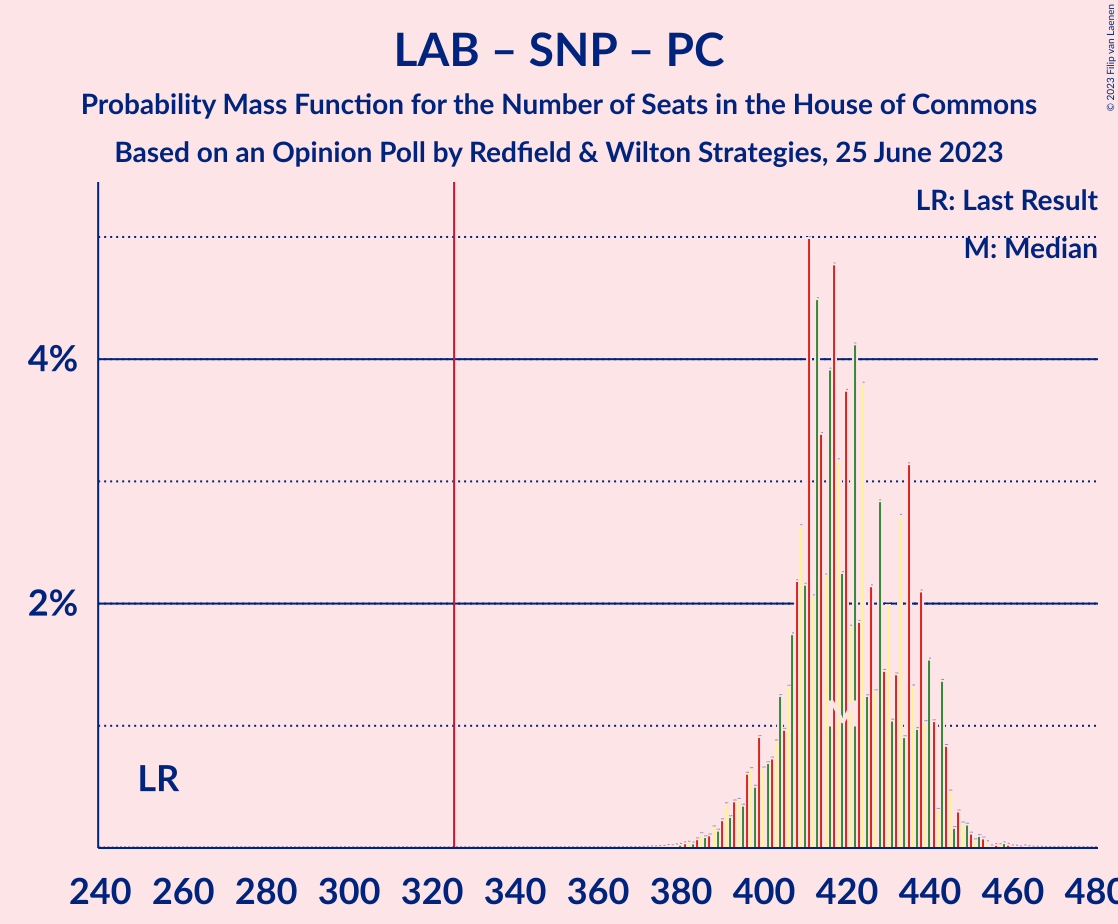 LAB – SNP – PC
Probability Mass Function for the Number of Seats in the House of Commons
Based on an Opinion Poll by Redfield & Wilton Strategies, 25 June 2023
© 2023 Filip van Laenen
LR: Last Result
M: Median
4%
2%
LR
M
240 260 280 300 320 340 360 380 400 420 440 460 480